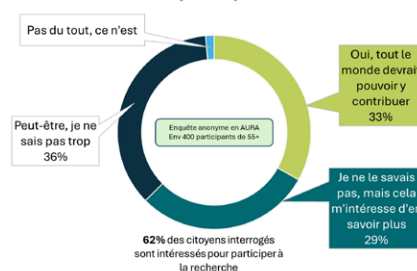 Pas du tout, ce n'est
Oui, tout le
monde devrait
pouvoir y
contribuer
33%
Peut-être, je ne
sais pas trop
36%
Enquête anonyme en AURA
Env 400 participants de 55+
Je ne le savais
pas, mais cela
m'intéresse d'en
savoir plus
29%
62% des citoyens interrogés
sont intéressés pour participer à
la recherche